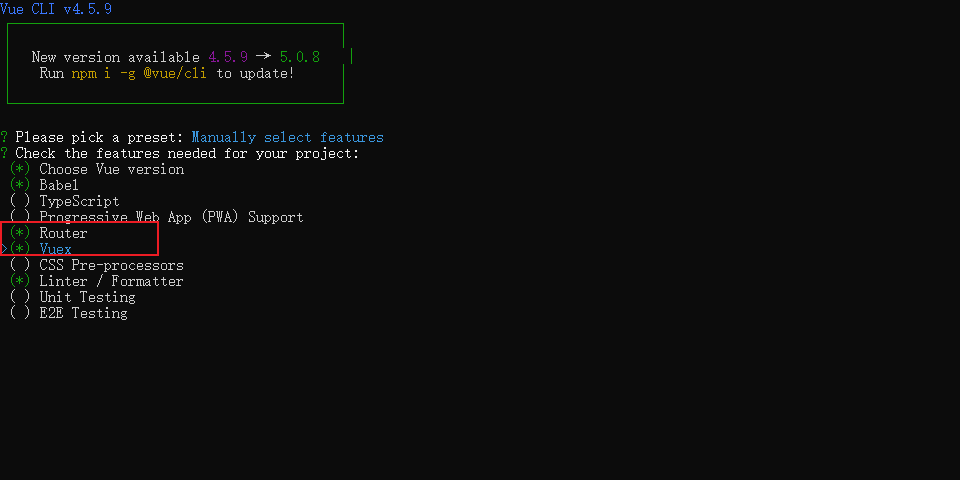 Vue CLI v4.5.9
New version available 4.5.9 → 5.0.8
Run npm i -g @vue/cli to update!
? Please pick a preset: Manually select features
? Check the features needed for your project:
(*) Choose Vue version
(*) Babel
( ) TypeScript
( ) Progressive Web App (PWA) Support
(*) Router
>(*) Vuex
( ) CSS Pre-processors
(*) Linter / Formatter
( ) Unit Testing
( ) E2E Testing